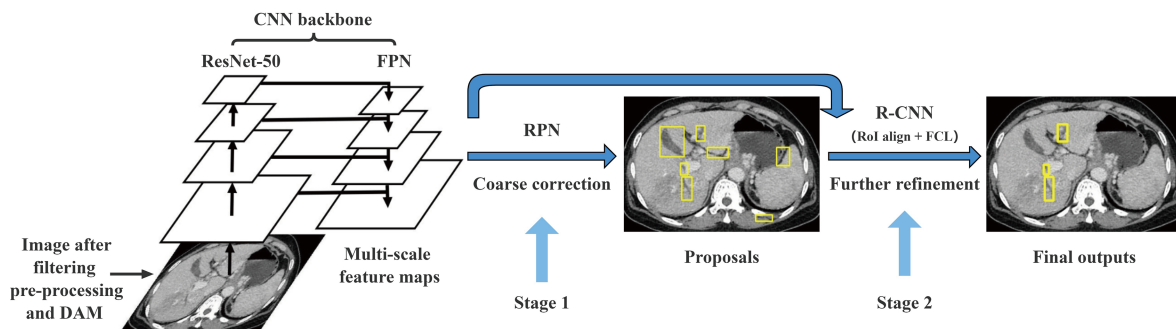 CNN backbone
ResNet-50
FPN
Image after
filtering
pre-processing
and DAM
Multi-scale
feature maps
RPN
Coarse correction
Stage 1
Proposals
R-CNN
(RoI align + FCL)
Further refinement
Stage 2
Final outputs